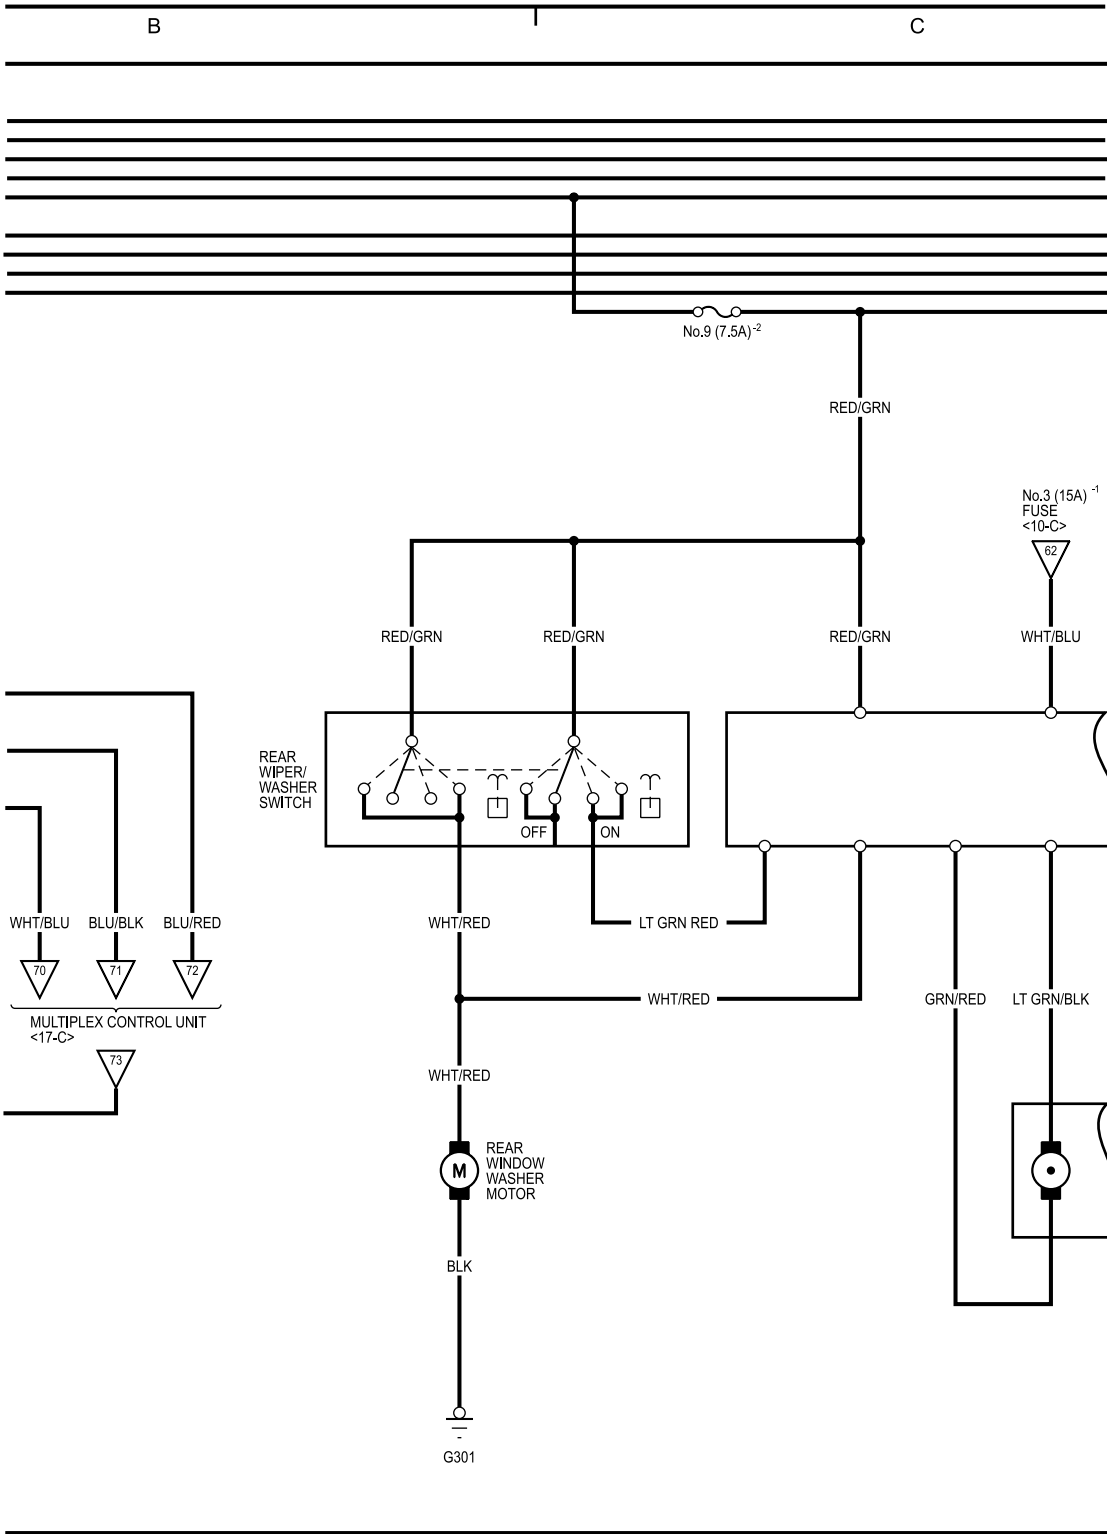 B
C
No.9 (7.5A) -2
RED/GRN
No.3 (15A) -1
FUSE
<10-C>
62
RED/GRN
RED/GRN
RED/GRN
WHT/BLU
REAR
WIPER/
WASHER
SWITCH
OFF
ON
WHT/BLU
BLU/BLK
BLU/RED
WHT/RED
LT GRN RED
70
71
72
WHT/RED
GRN/RED
LT GRN/BLK
MULTIPLEX CONTROL UNIT
<17-C>
73
WHT/RED
M
REAR
WINDOW
WASHER
MOTOR
BLK
G301